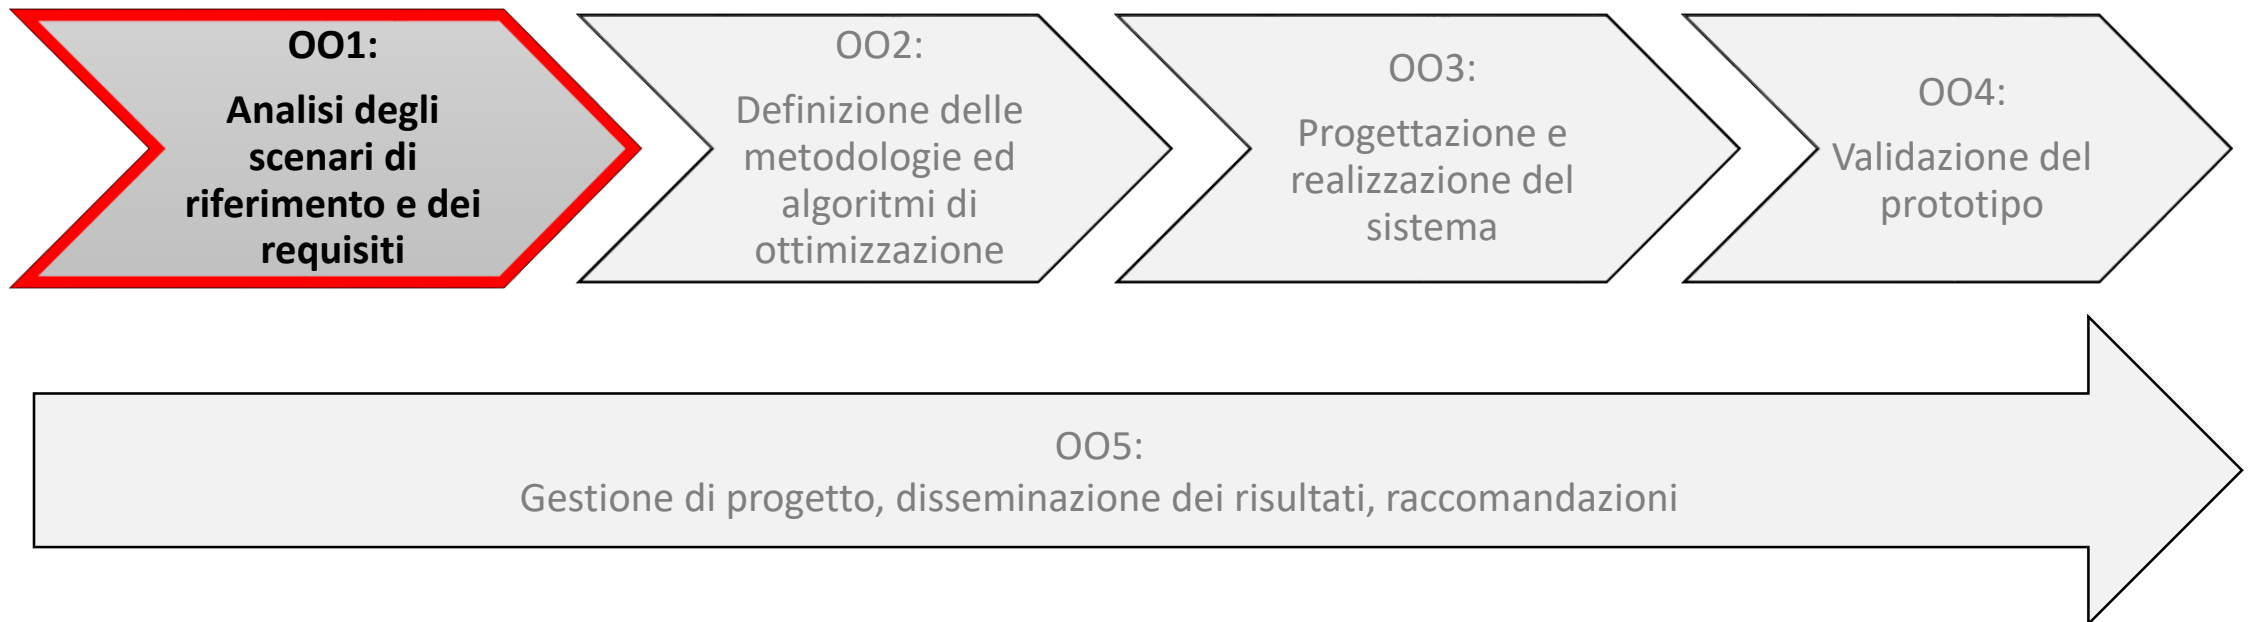 OO1:
Analisi degli
scenari di
riferimento e dei
requisiti
OO2:
Definizione delle
metodologie ed
algoritmi di
ottimizzazione
OO3:
Progettazione e
realizzazione del
sistema
OO4:
Validazione del
prototipo
OO5:
Gestione di progetto, disseminazione dei risultati, raccomandazioni